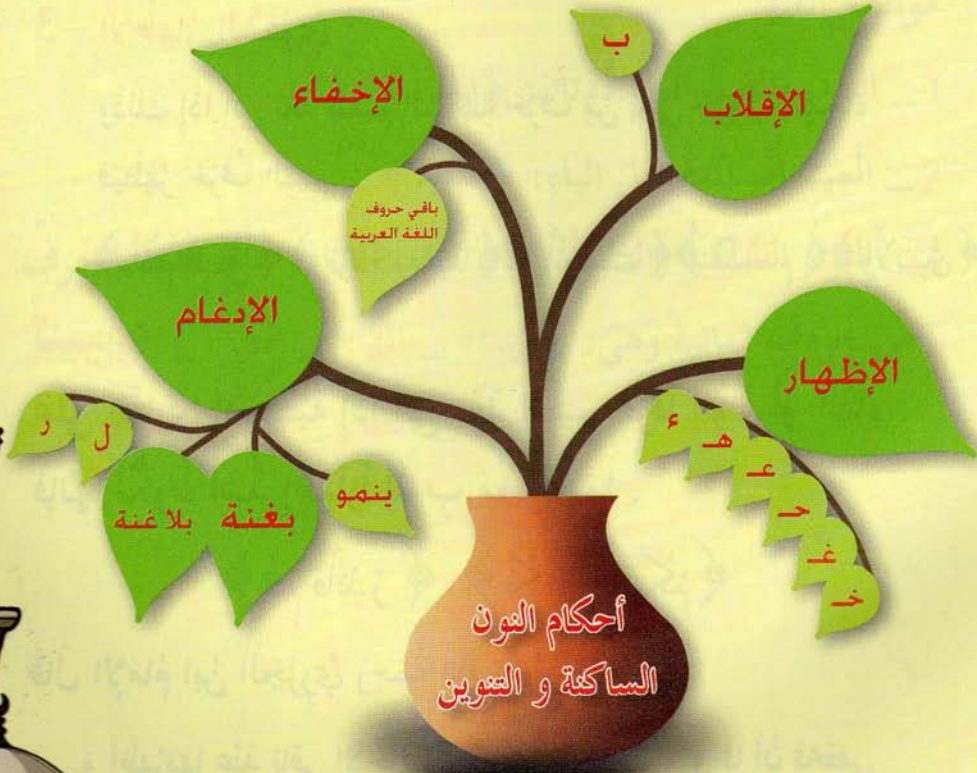 الإقلاب
ب
الإخفاء
باقي حروف
اللغة العربية
الإظهار
ء
هـ
عـ
حـ
غـ
خـ
الإدغام
بغنة
ينمو
بلا غنة
ل
ر
أحكام النون
الساكنة و التنوين